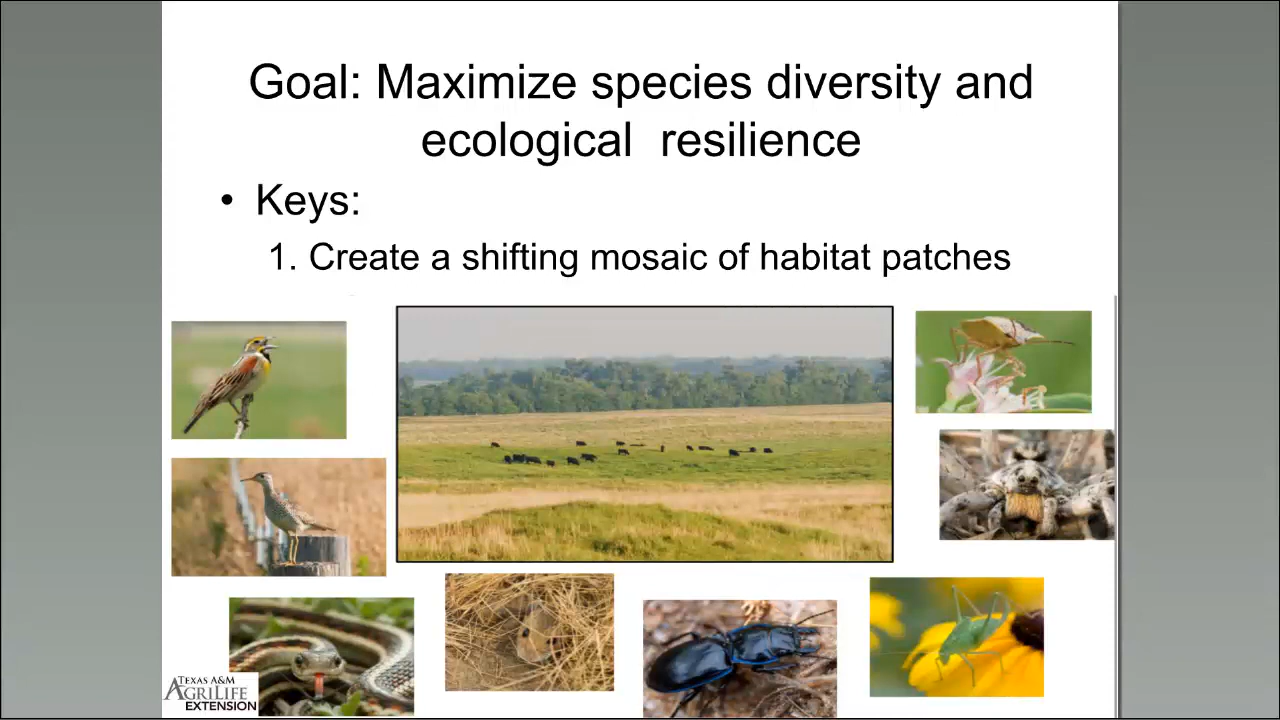 Goal: Maximize species diversity and
ecological resilience
• Keys:
1. Create a shifting mosaic of habitat patches
TEXAS A&M
AGRILIFE
EXTENSION